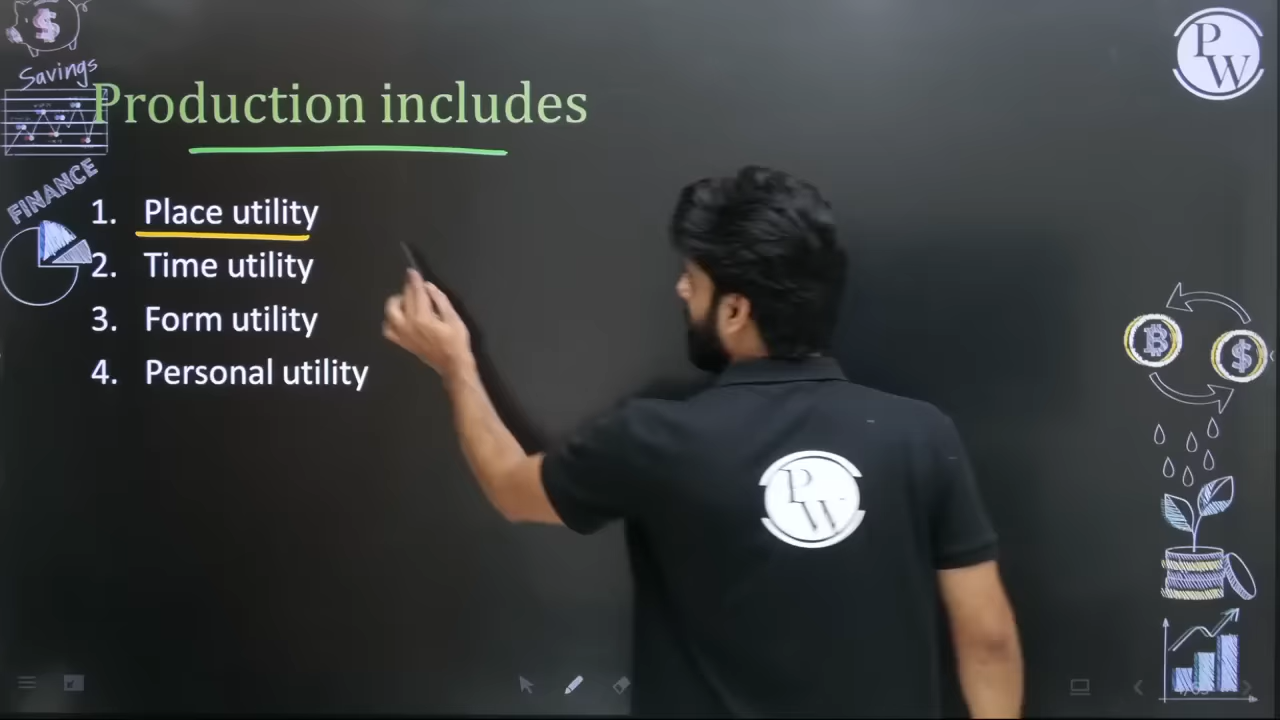 Savings
Production includes
FINANCE
1. Place utility
2. Time utility
3. Form utility
4. Personal utility
P
W
P
W